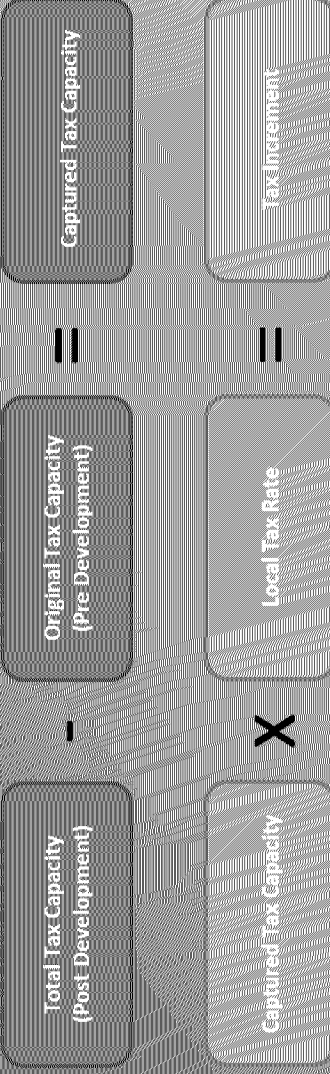 Total Tax Capacity
(Post Development)
-
Original Tax Capacity
(Pre Development)
=
Captured Tax Capacity
Captured Tax Capacity
X
Local Tax Rate
=
Tax Increment